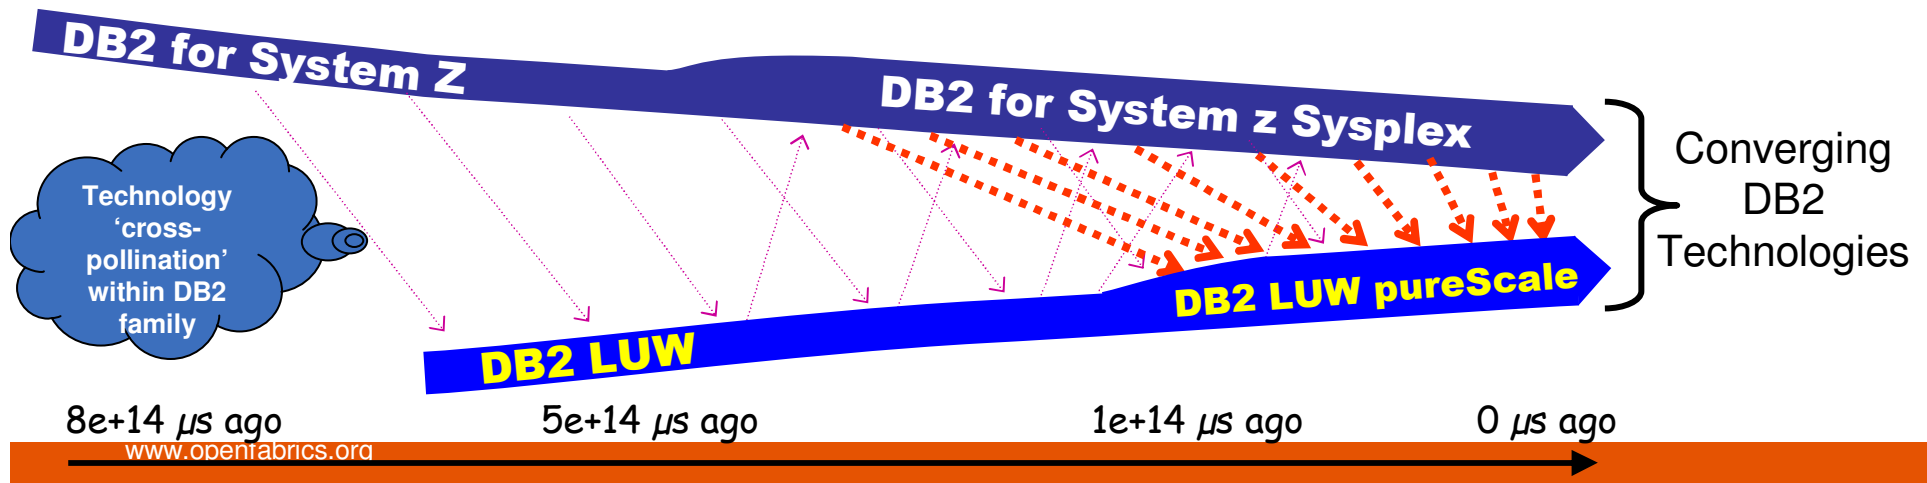 DB2 for System Z
DB2 for System z Sysplex
Technology
‘cross-
pollination’
within DB2
family
Converging
DB2
Technologies
DB2 LUW
DB2 LUW pureScale
8e+14 µs ago
5e+14 µs ago
1e+14 µs ago
0 µs ago
www.openfabrics.org